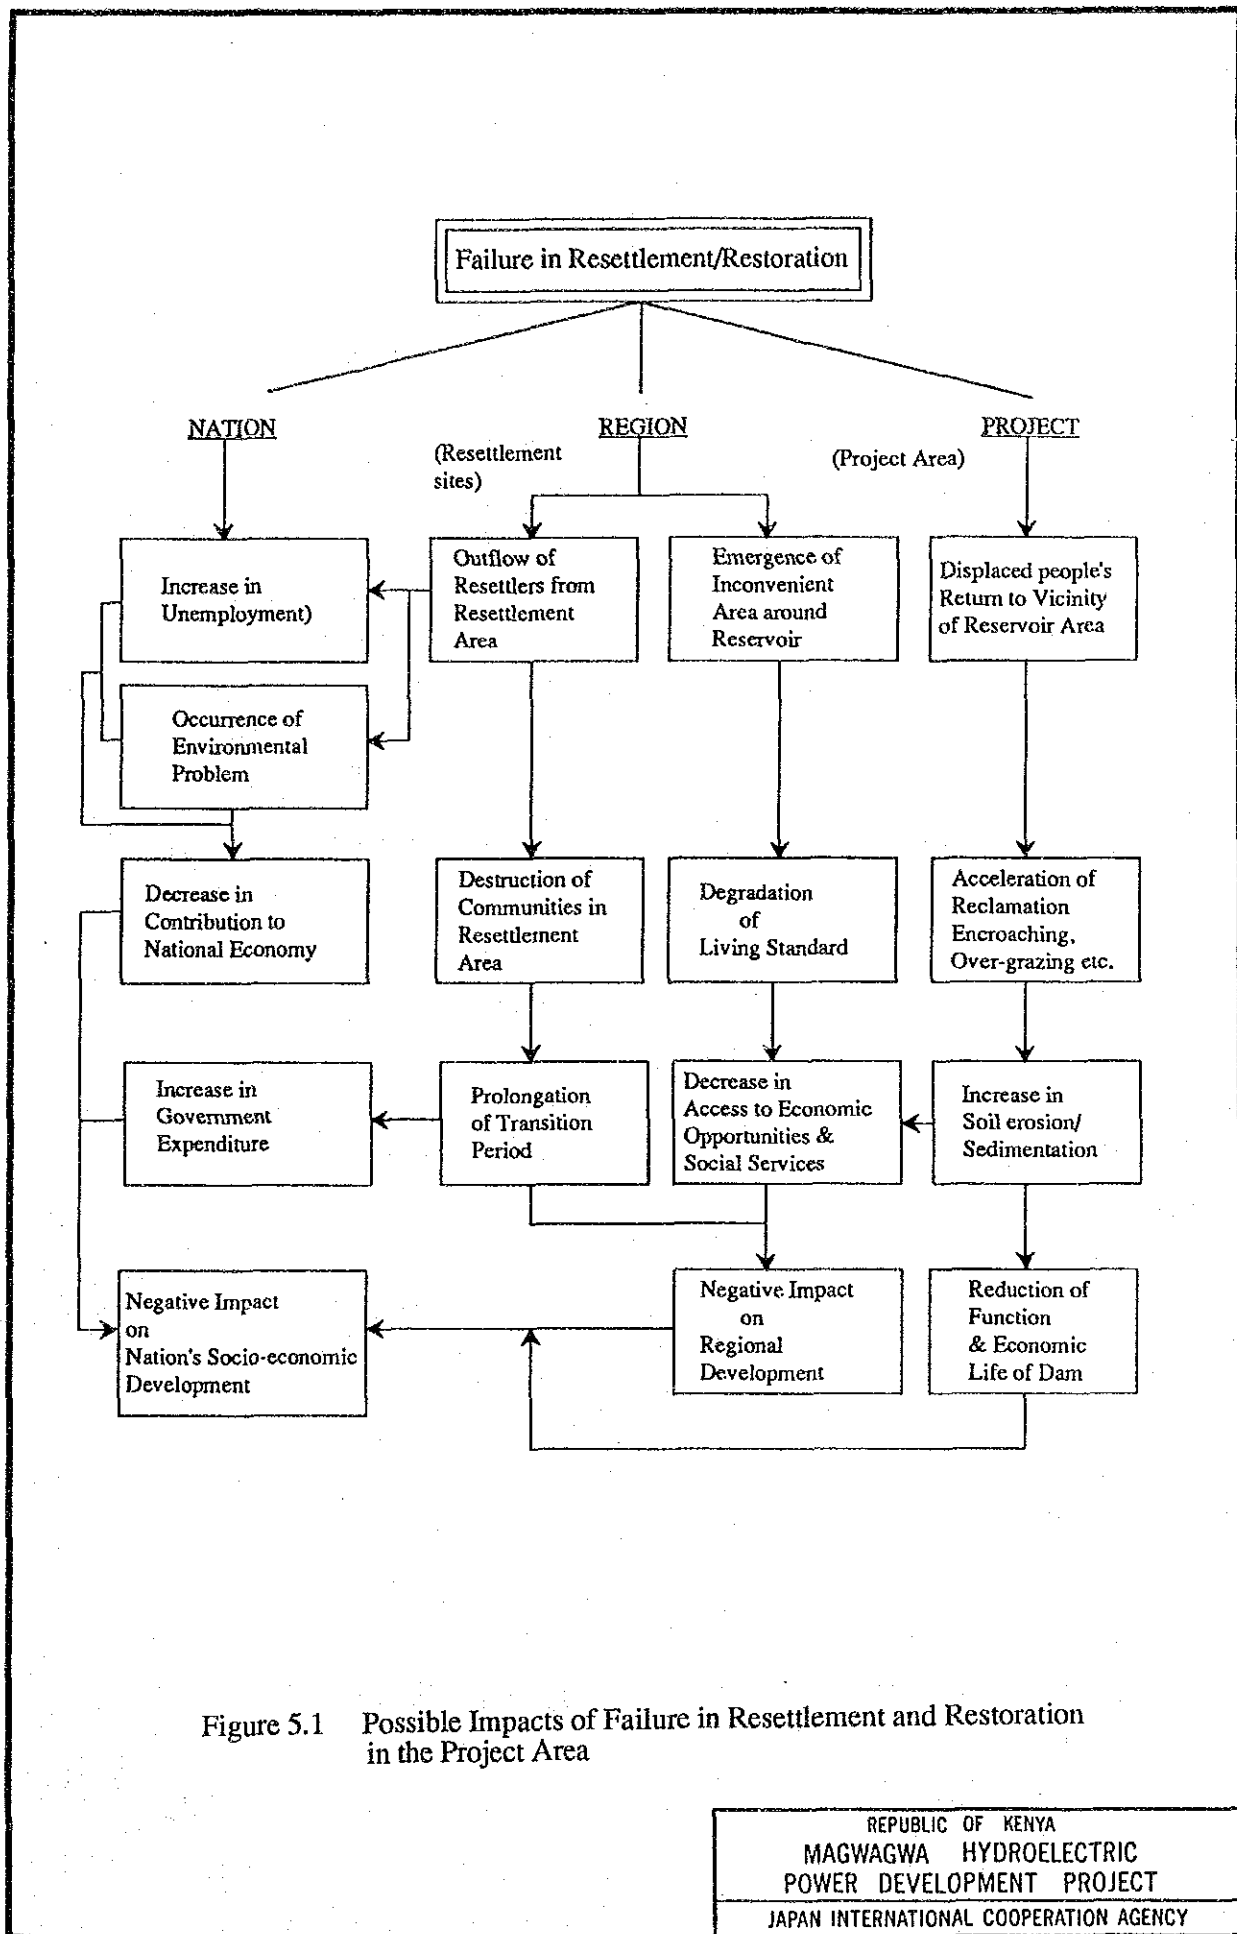 Failure in Resettlement/Restoration
NATION
REGION
PROJECT
(Resettlement
sites)
(Project Area)
Increase in
Unemployment)
Outflow of
Resettlers from
Resettlement
Area
Emergence of
Inconvenient
Area around
Reservoir
Displaced people's
Return to Vicinity
of Reservoir Area
Occurrence of
Environmental
Problem
Decrease in
Contribution to
National Economy
Destruction of
Communities in
Resettlement
Area
Degradation
of
Living Standard
Acceleration of
Reclamation
Encroaching,
Over-grazing etc.
Increase in
Government
Expenditure
Prolongation
of Transition
Period
Decrease in
Access to Economic
Opportunities &
Social Services
Increase in
Soil erosion/
Sedimentation
Negative Impact
on
Nation's Socio-economic
Development
Negative Impact
on
Regional
Development
Reduction of
Function
& Economic
Life of Dam
Figure 5.1 Possible Impacts of Failure in Resettlement and Restoration
in the Project Area
REPUBLIC OF KENYA
MAGWAGWA HYDROELECTRIC
POWER DEVELOPMENT PROJECT
JAPAN INTERNATIONAL COOPERATION AGENCY